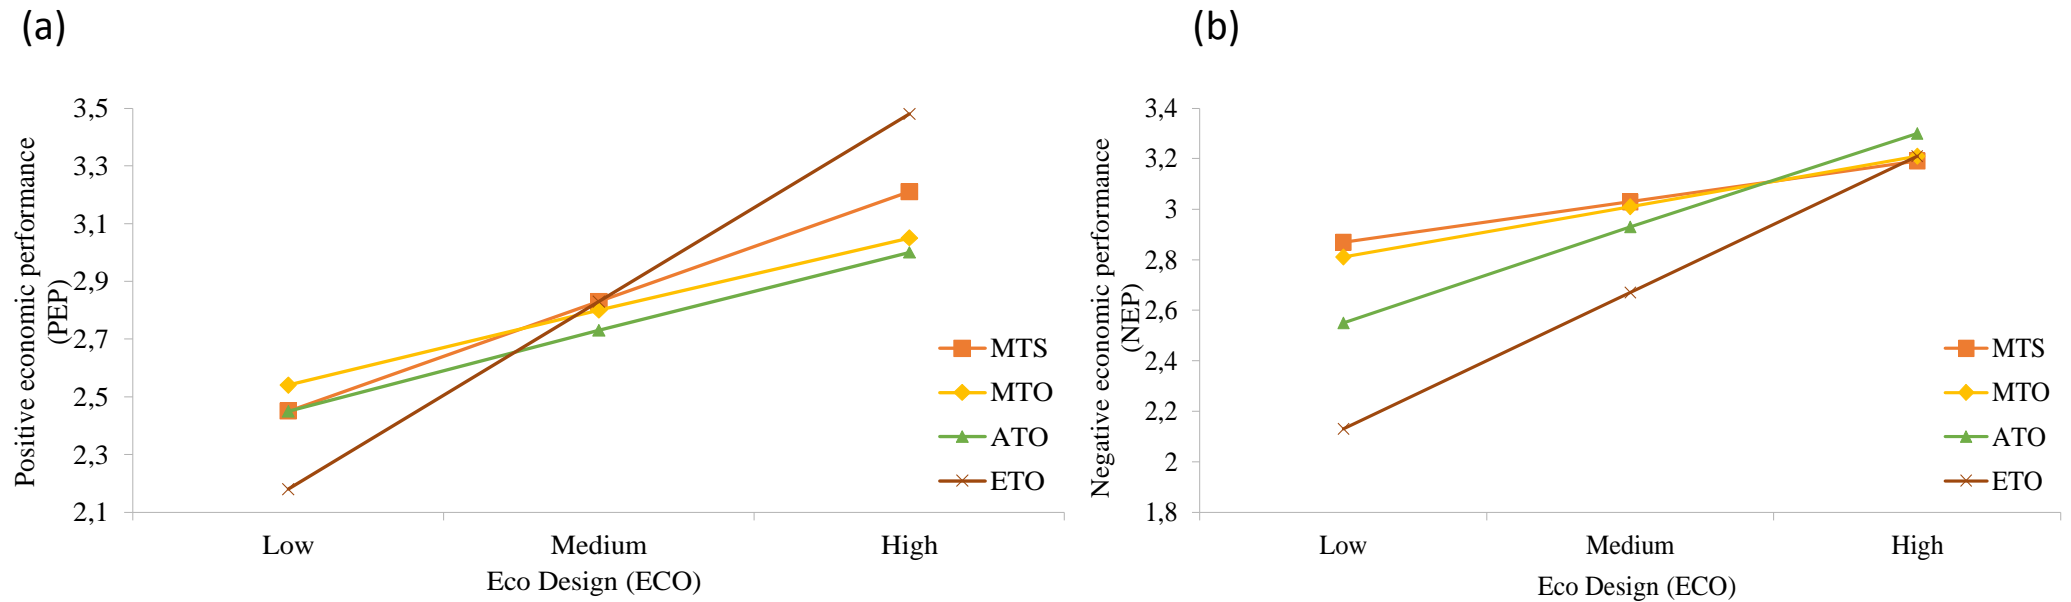 (a)
Positive economic performance
(PEP)
3,5
3,3
3,1
2,9
2,7
2,5
2,3
2,1
MTS
MTO
ATO
ETO
Low Medium High
Eco Design (ECO)
(b)
Negative economic performance
(NEP)
3,4
3,2
3
2,8
2,6
2,4
2,2
2
1,8
MTS
MTO
ATO
ETO
Low Medium High
Eco Design (ECO)